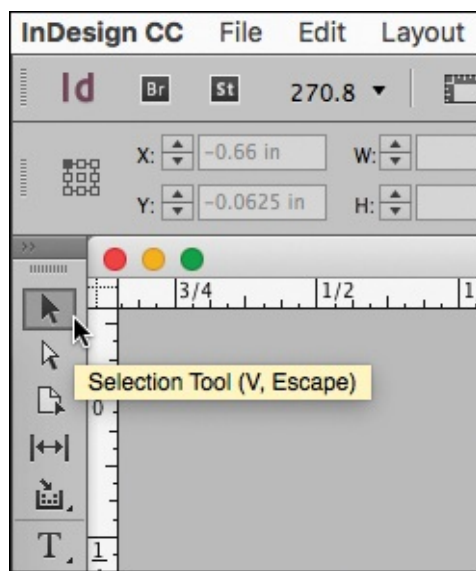 InDesign CC File Edit Layout
Id Br St 270.8
X: -0.66 in W:
Y: -0.0625 in H:
>>
3/4 1/2 1
Selection Tool (V, Escape)
0
T
1